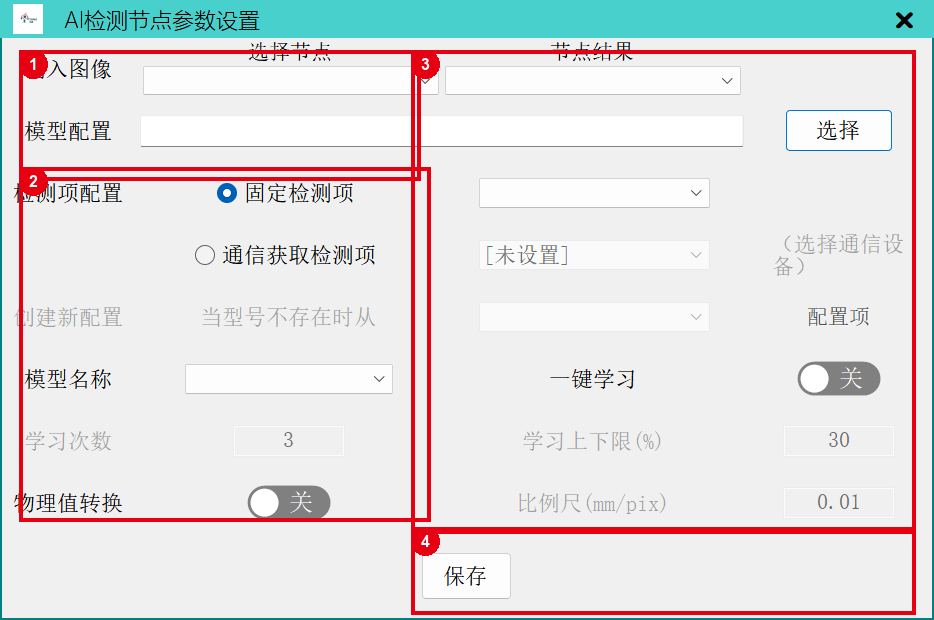 AI检测节点参数设置
选择节点 节点结果
1 入图像 3
模型配置 选择
2 检测项配置 固定检测项
通信获取检测项 [未设置] （选择通信设
备）
创建新配置 当型号不存在时从 配置项
模型名称 一键学习 关
学习次数 3 学习上下限(%) 30
物理值转换 关 比例尺(mm/pix) 0.01
4
保存